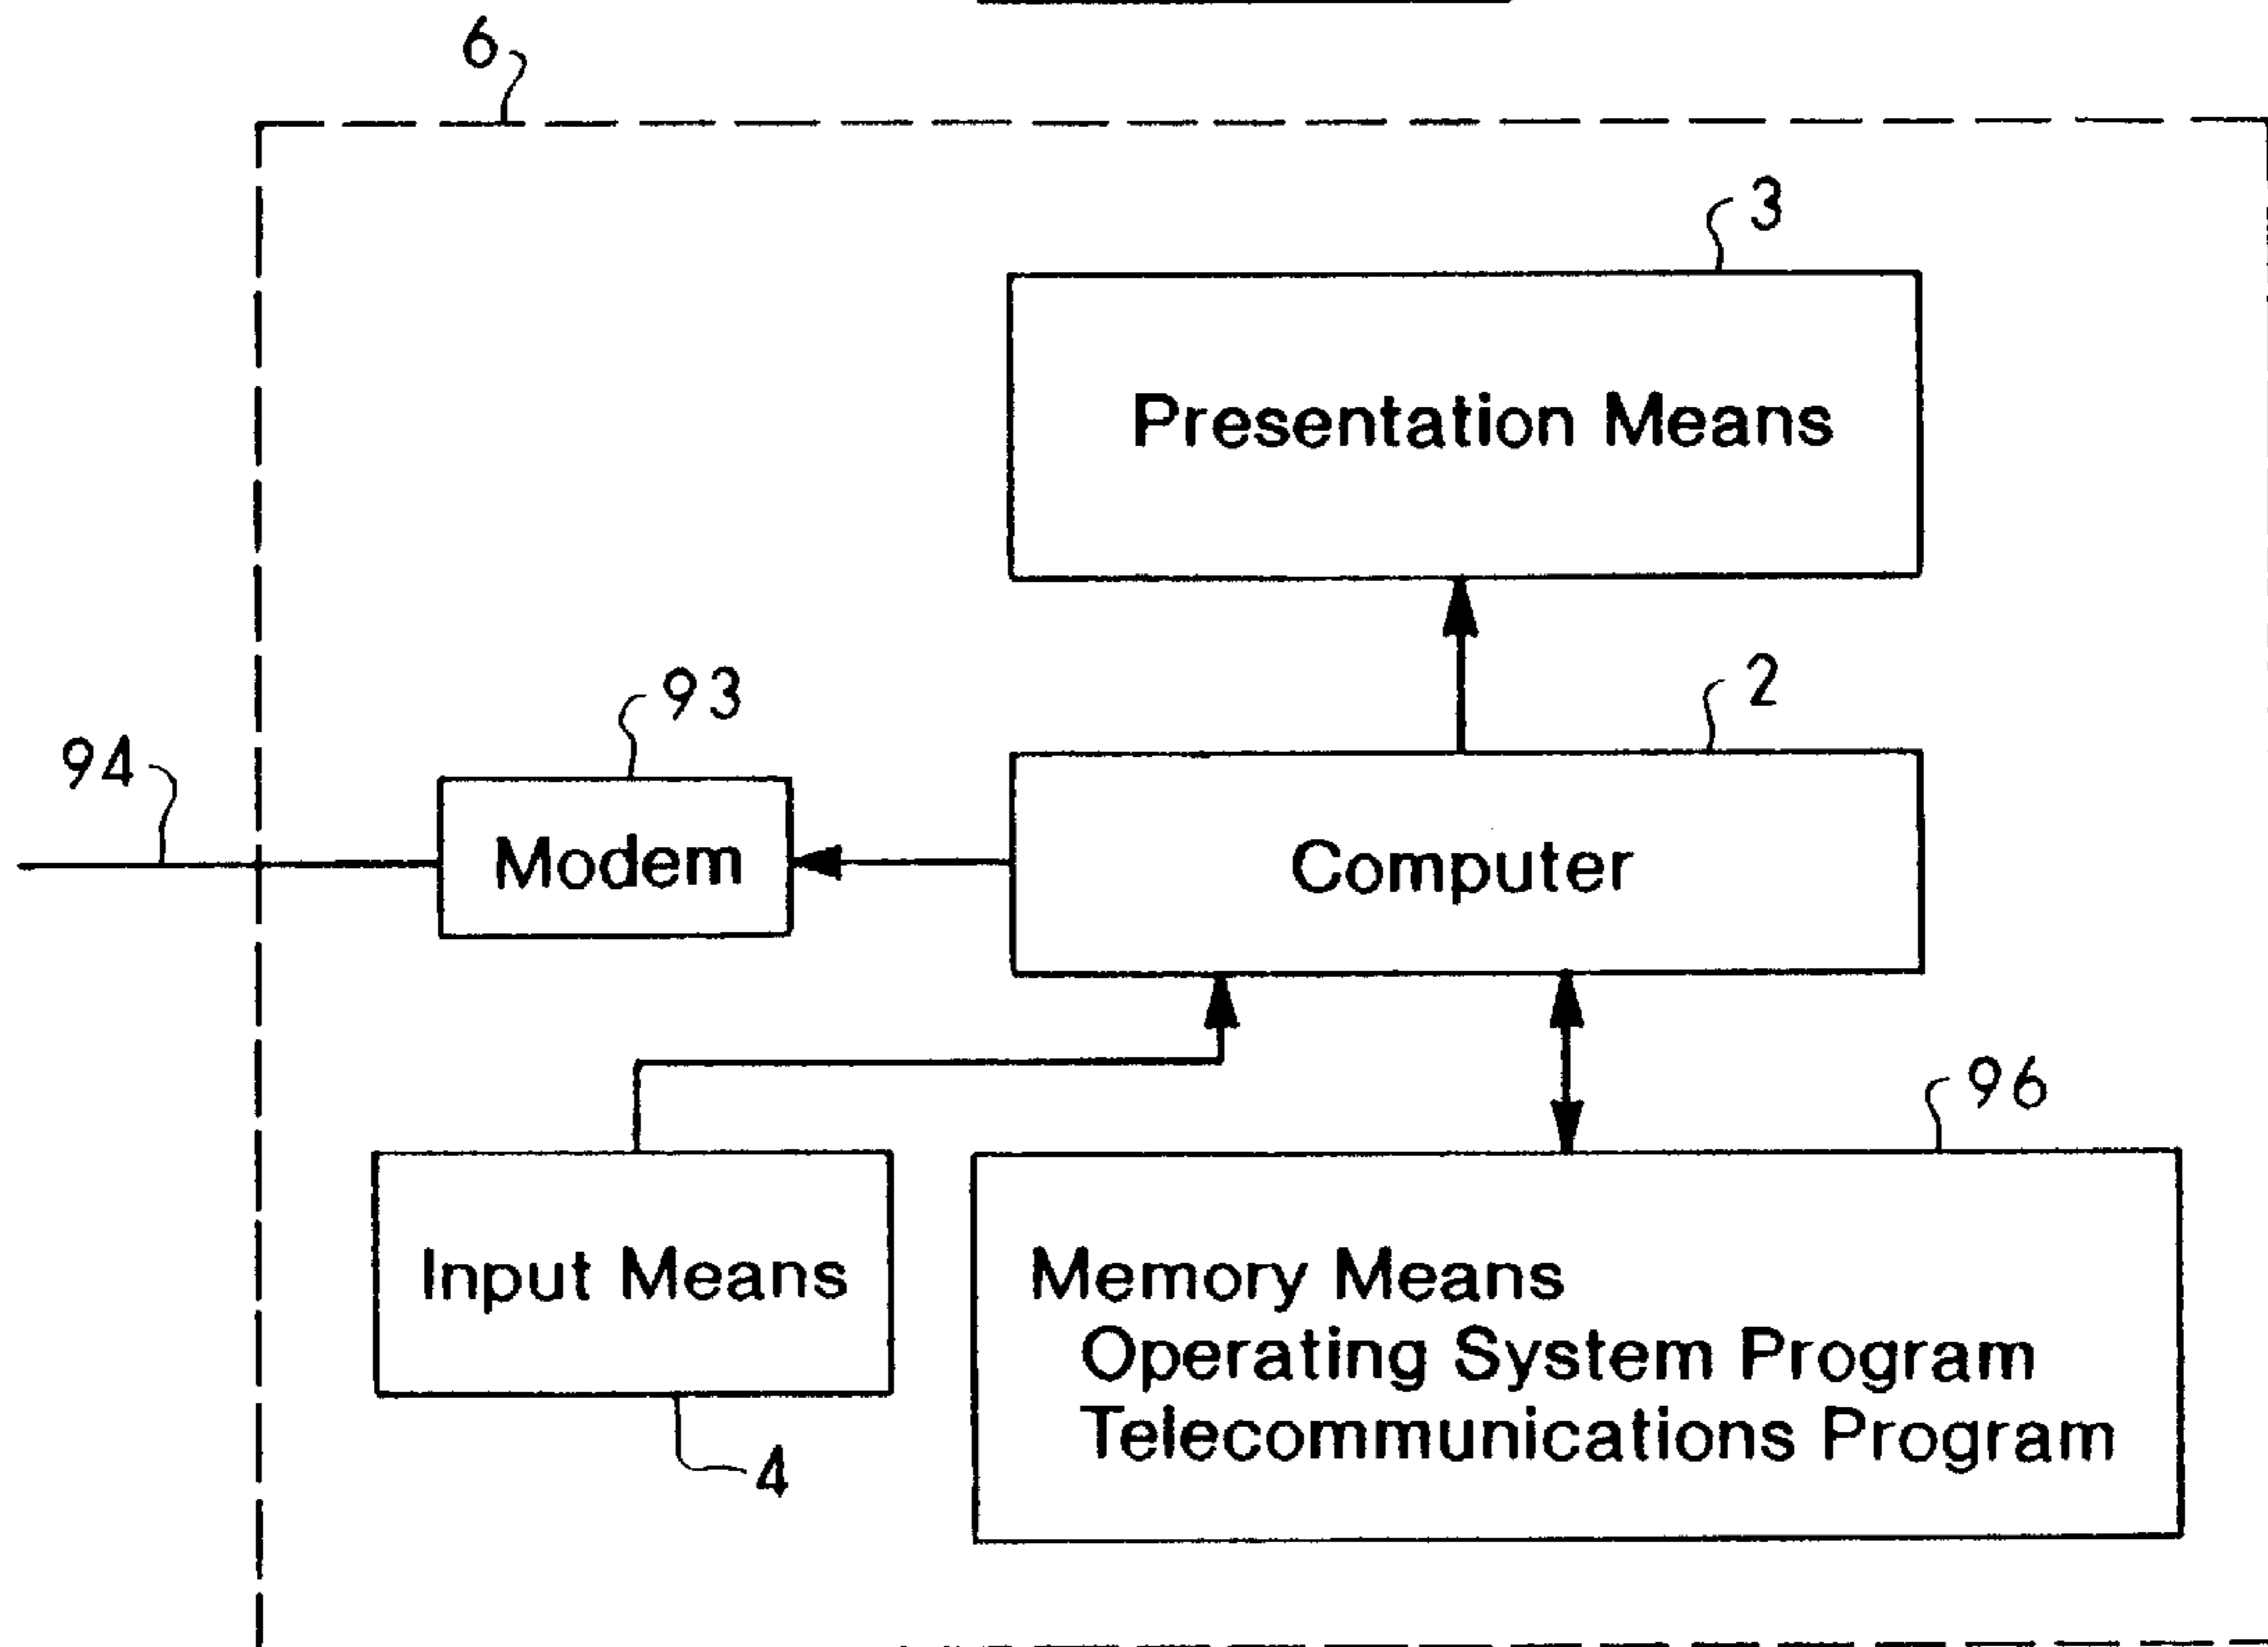 6
3
Presentation Means
2
93
94
Modem
Computer
96
Input Means
Memory Means
Operating System Program
Telecommunications Program
4